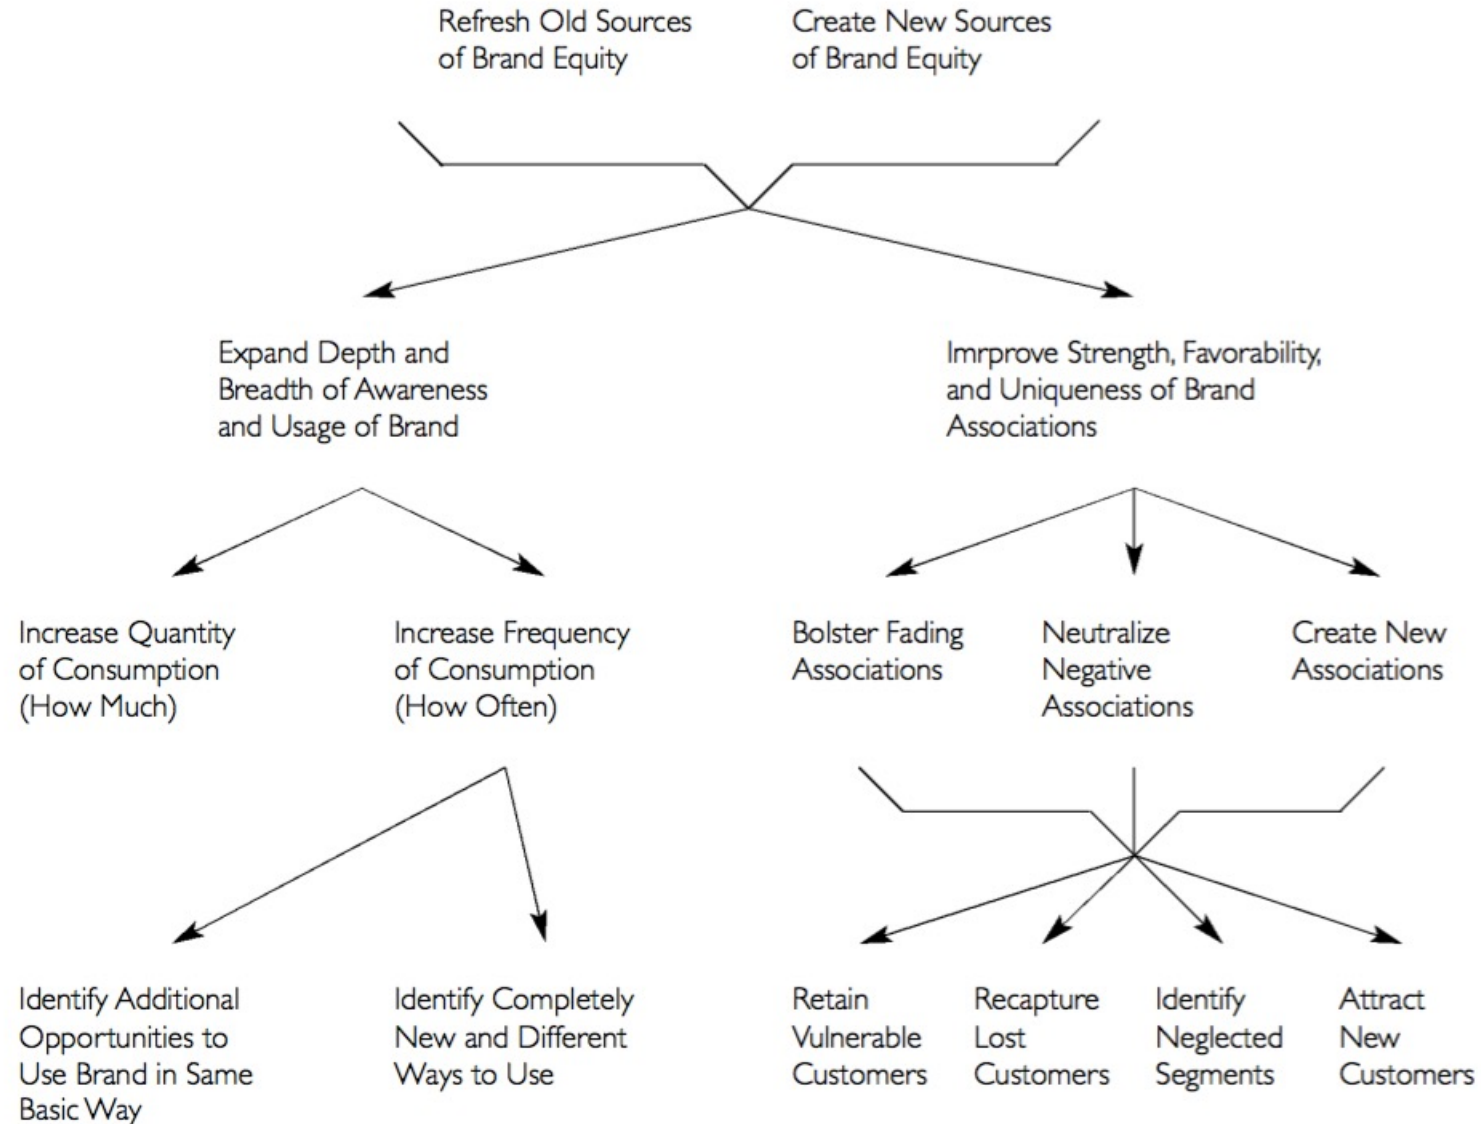 Refresh Old Sources
of Brand Equity
Create New Sources
of Brand Equity
Expand Depth and
Breadth of Awareness
and Usage of Brand
Imrprove Strength, Favorability,
and Uniqueness of Brand
Associations
Increase Quantity
of Consumption
(How Much)
Increase Frequency
of Consumption
(How Often)
Bolster Fading
Associations
Neutralize
Negative
Associations
Create New
Associations
Identify Additional
Opportunities to
Use Brand in Same
Basic Way
Identify Completely
New and Different
Ways to Use
Retain
Vulnerable
Customers
Recapture
Lost
Customers
Identify
Neglected
Segments
Attract
New
Customers